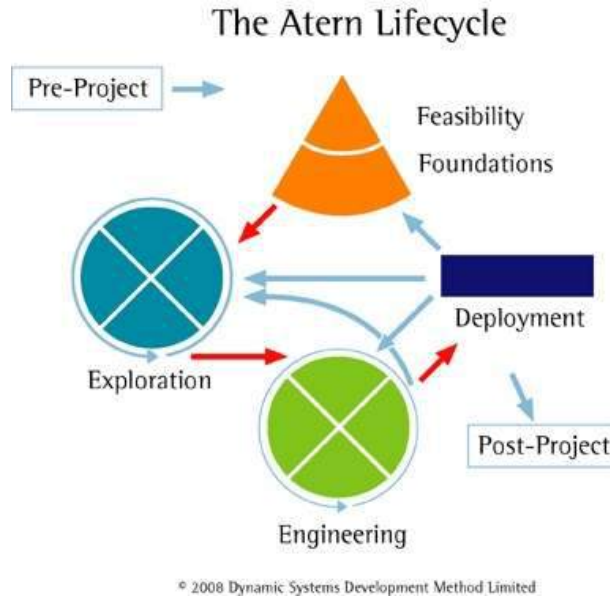 The Atern Lifecycle
Pre-Project
Feasibility
Foundations
Deployment
Exploration
Post-Project
Engineering
© 2008 Dynamic Systems Development Method Limited